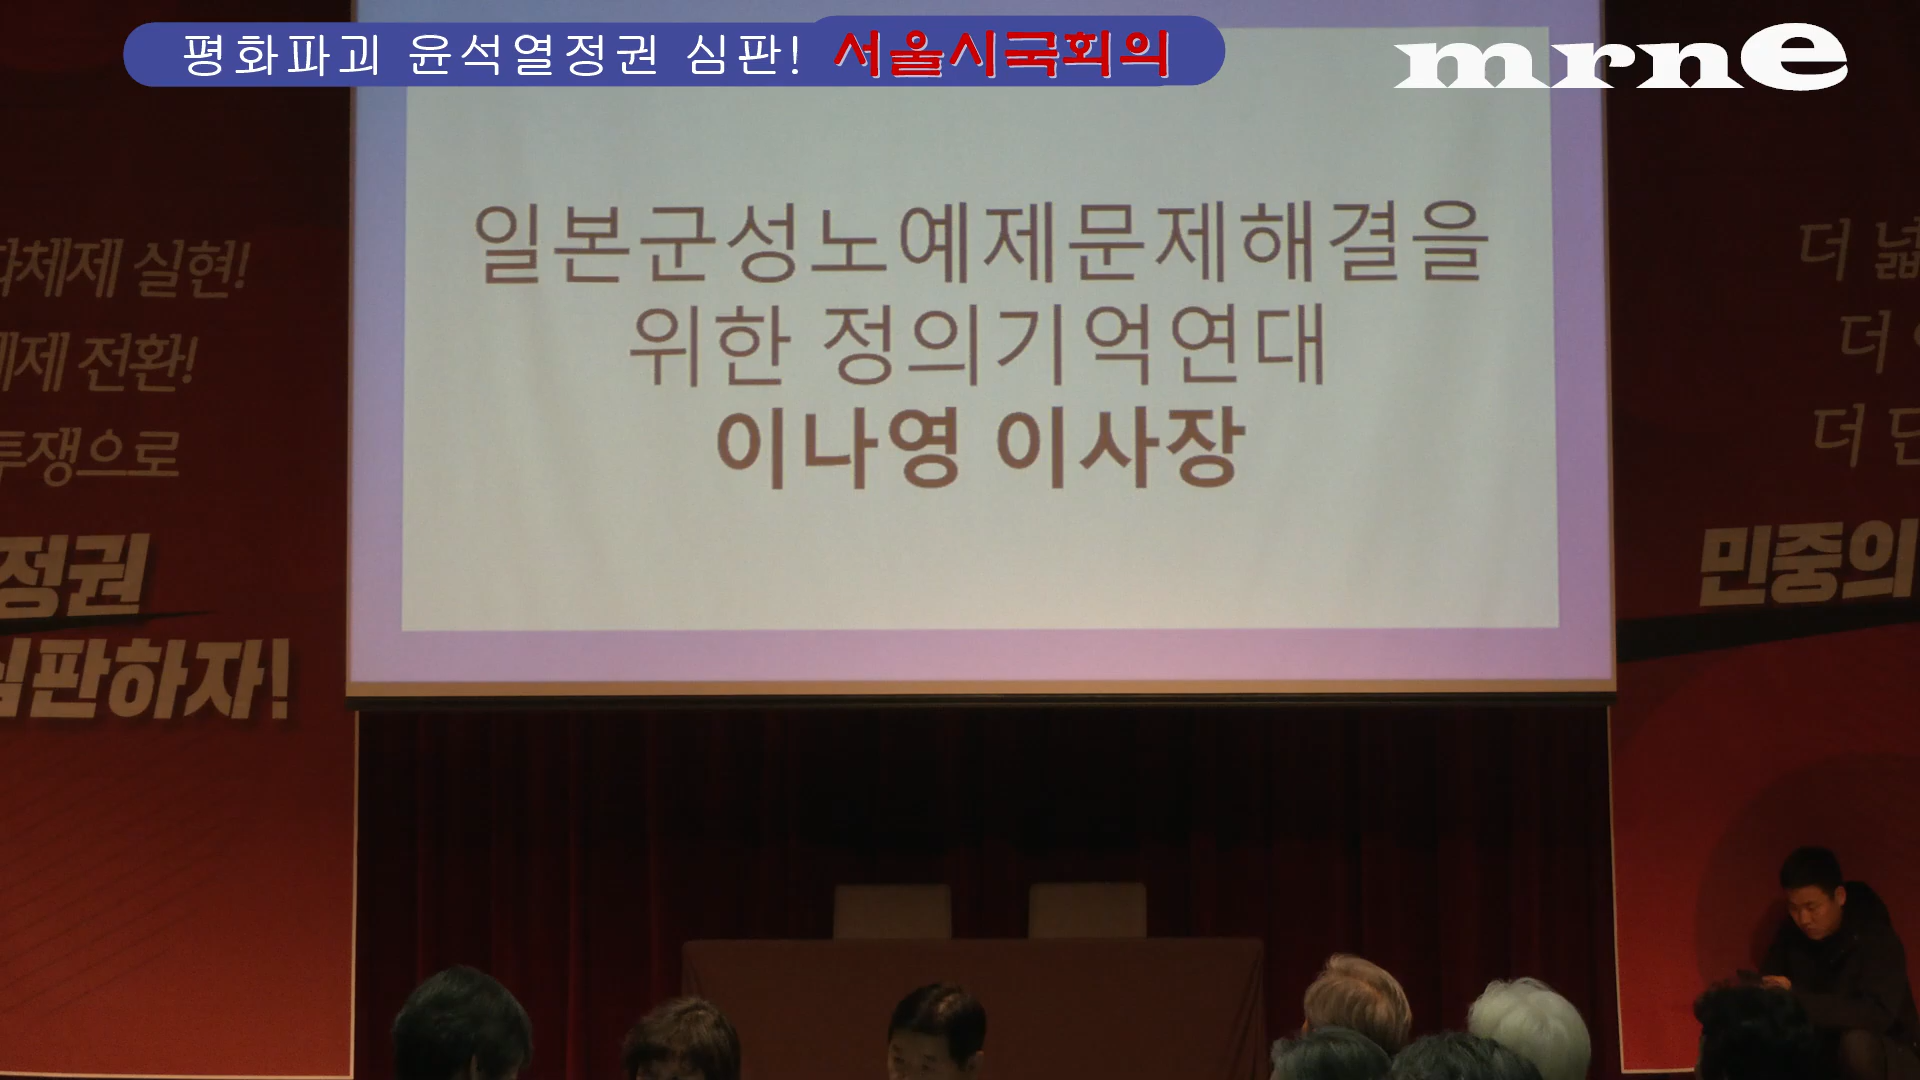 평화파괴 윤석열정권 심판! 서울시국회의
mrne
일본군성노예제문제해결을
위한 정의기억연대
이나영 이사장
체제 실현!
전환!
투쟁으로
정권
심판하자!
더
더
더
민중의